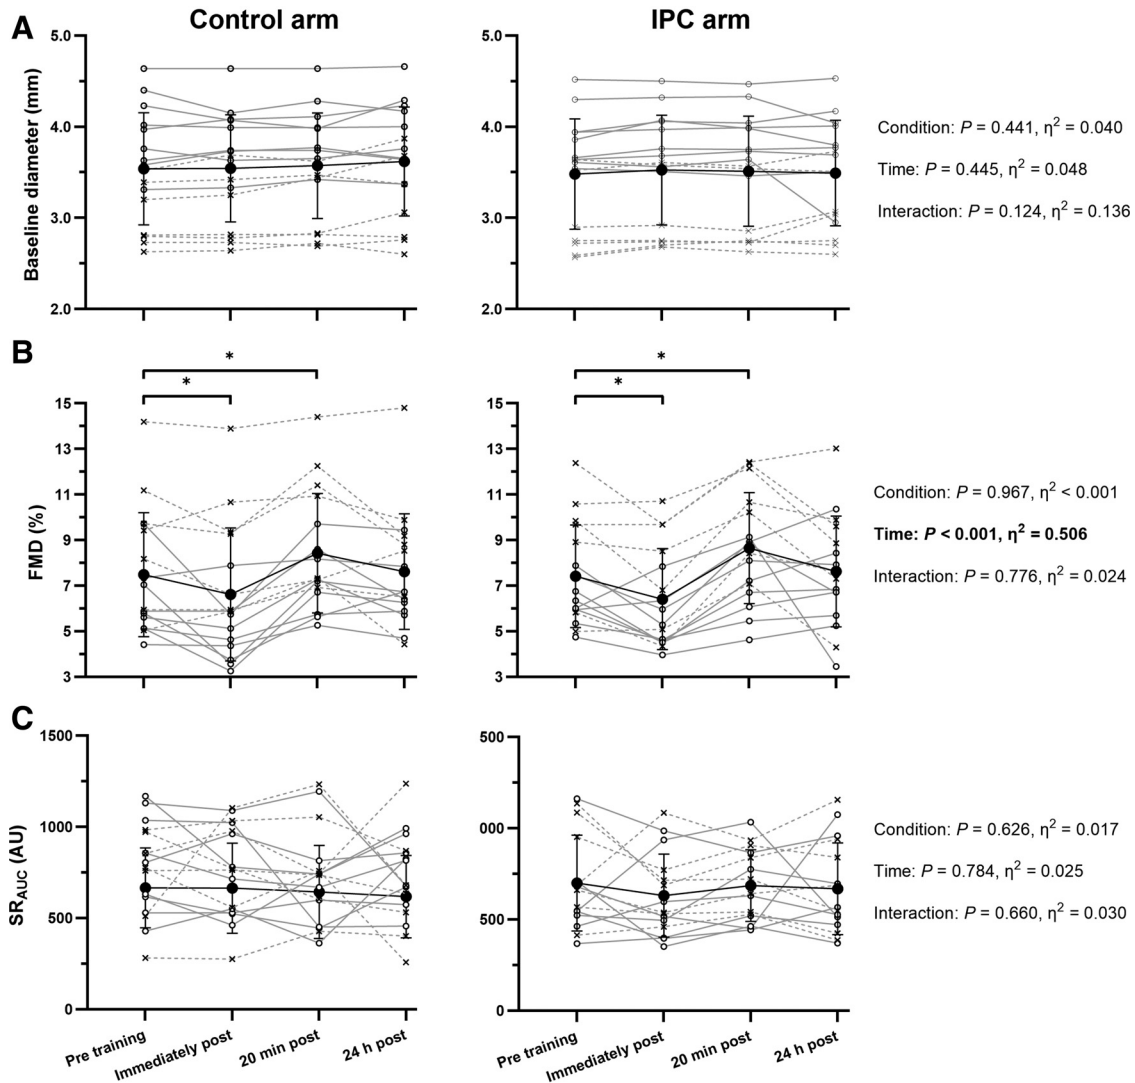 Control arm
IPC arm
A
Baseline diameter (mm)
5.0
4.0
3.0
2.0
5.0
4.0
3.0
2.0
Condition: P = 0.441, η² = 0.040
Time: P = 0.445, η² = 0.048
Interaction: P = 0.124, η² = 0.136
B
FMD (%)
*
*
15
13
11
9
7
5
3
*
*
15
13
11
9
7
5
3
Condition: P = 0.967, η² < 0.001
Time: P < 0.001, η² = 0.506
Interaction: P = 0.776, η² = 0.024
C
SRAUC (AU)
1500
1000
500
0
500
000
500
0
Condition: P = 0.626, η² = 0.017
Time: P = 0.784, η² = 0.025
Interaction: P = 0.660, η² = 0.030
Pre training
Immediately post
20 min post
24 h post
Pre training
Immediately post
20 min post
24 h post